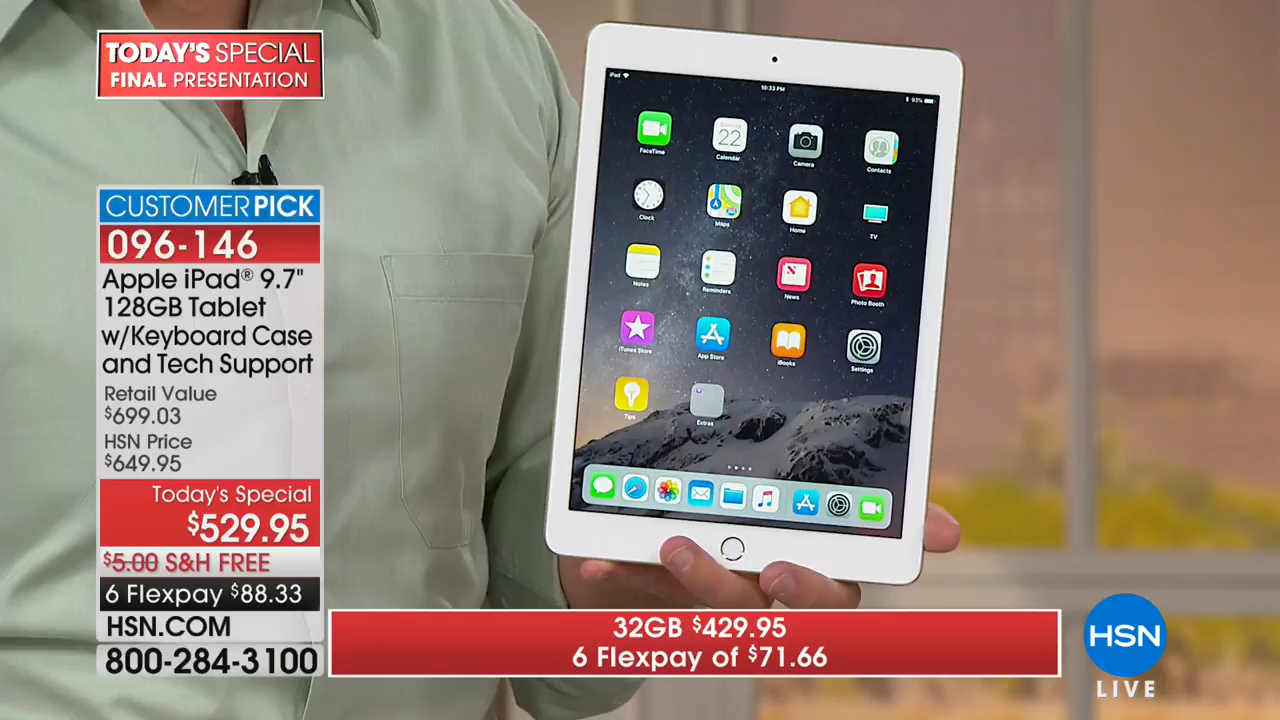 TODAY'S SPECIAL
FINAL PRESENTATION
CUSTOMER PICK
096-146
Apple iPad® 9.7"
128GB Tablet
w/Keyboard Case
and Tech Support
Retail Value
$699.03
HSN Price
$649.95
Today's Special
$529.95
$5.00 S&H FREE
6 Flexpay $88.33
HSN.COM
800-284-3100
32GB $429.95
6 Flexpay of $71.66
HSN
LIVE
iPad
10:33 PM
93%
FaceTime
22
Calendar
Camera
Contacts
Clock
Maps
Home
TV
Notes
Reminders
News
Photo Booth
iTunes Store
App Store
iBooks
Settings
Tips
Extras